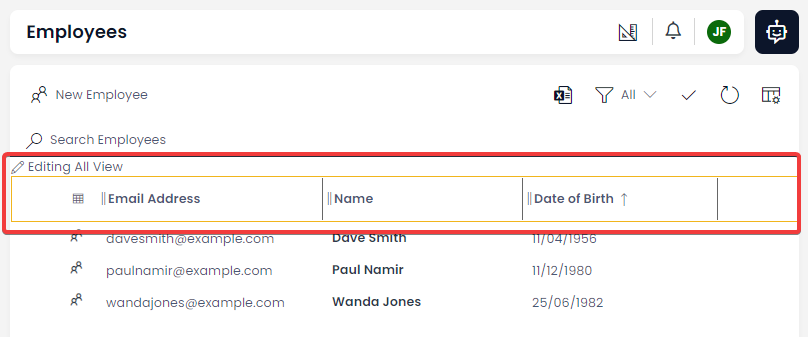 Employees
JF
New Employee
All
Search Employees
Editing All View
Email Address Name Date of Birth ↑
davesmith@example.com Dave Smith 11/04/1956
paulnamir@example.com Paul Namir 11/12/1980
wandajones@example.com Wanda Jones 25/06/1982